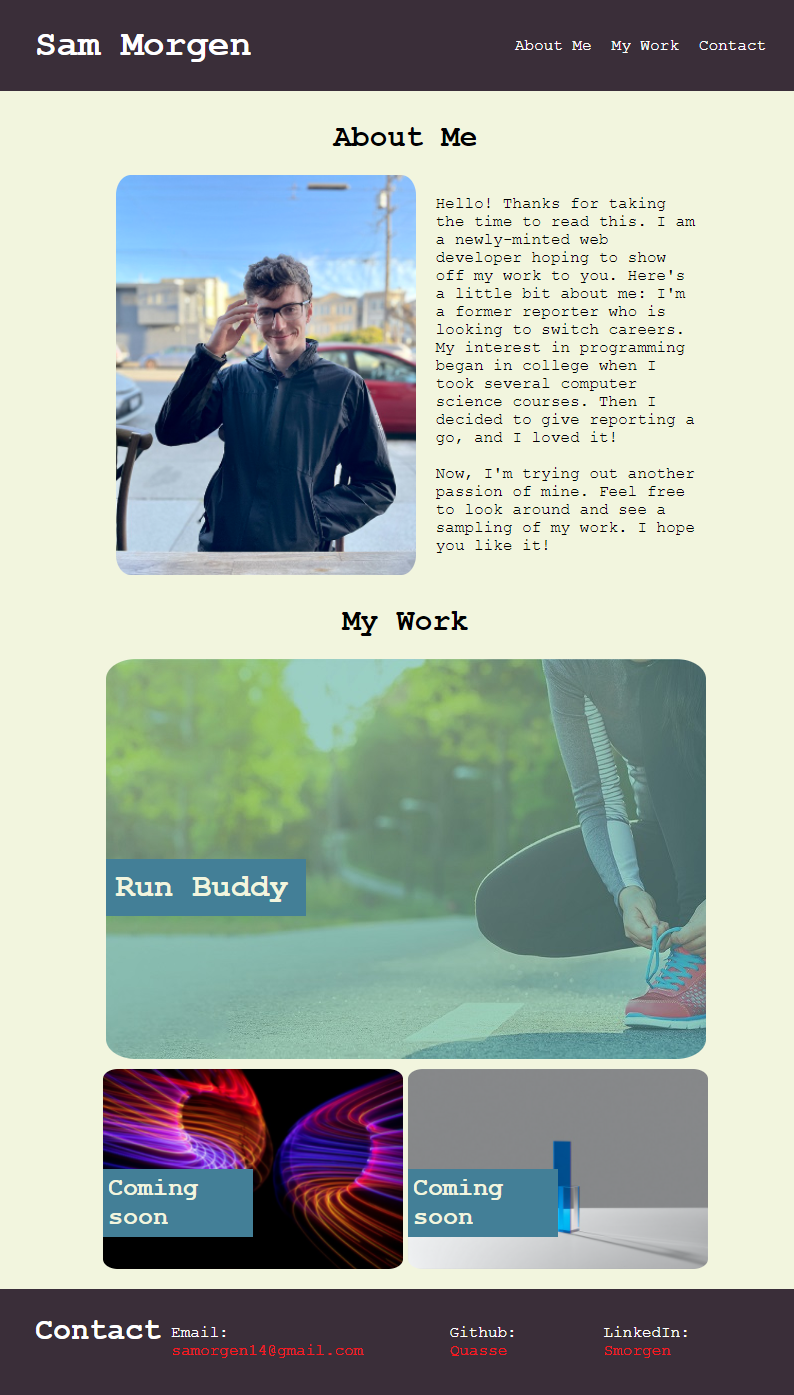 Sam Morgen
About Me My Work Contact
About Me
Hello! Thanks for taking
the time to read this. I am
a newly-minted web
developer hoping to show
off my work to you. Here's
a little bit about me: I'm
a former reporter who is
looking to switch careers.
My interest in programming
began in college when I
took several computer
science courses. Then I
decided to give reporting a
go, and I loved it!
Now, I'm trying out another
passion of mine. Feel free
to look around and see a
sampling of my work. I hope
you like it!
My Work
Run Buddy
Coming
soon
Coming
soon
Contact
Email:
samorgen14@gmail.com
Github:
Quasse
LinkedIn:
Smorgen